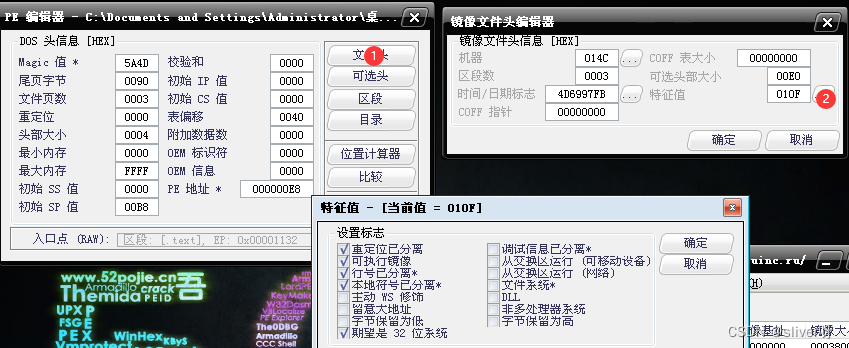 PE 编辑器 - C:\Documents and Settings\Administrator\桌...
DOS 头信息 [HEX]
Magic 值 * 5A4D 校验和 0000
尾页字节 0090 初始 IP 值 0000
文件页数 0003 初始 CS 值 0000
重定位 0000 表偏移 0040
头部大小 0004 附加数据数 0000
最小内存 0000 OEM 标识符 0000
最大内存 FFFF OEM 信息 0000
初始 SS 值 0000 PE 地址 * 000000E8
初始 SP 值 00B8
入口点 (RAW): 区段: [.text], EP: 0x00001132
1
可选头
区段
目录
位置计算器
比较
镜像文件头编辑器
镜像文件头信息 [HEX]
机器 014C ... COFF 表大小 00000000
区段数 0003 可选头部大小 00E0
时间/日期标志 4D6997FB ... 特征值 010F 2
COFF 指针 00000000
确定 取消
特征值 - [当前值 = 010F]
设置标志
重定位已分离 调试信息已分离*
可执行镜像 从交换区运行 (可移动设备)
行号已分离* 从交换区运行 (网络)
本地符号已分离* 文件系统*
主动 WS 修饰 DLL
留意大地址 非多处理器系统
字节保留为低 字节保留为高
期望是 32 位系统
确定
取消
www.52pojie.cn 吾
Armadillo crack
Themida PEID
UPX P
FSG E
PEX WinHex KBys
Vmprotect
LordPE
KeyMake
W32Dasm
PE Explorer
The0DBG
Armadillo
CCC Shell
uinc.ru/
镜像大小
00003800